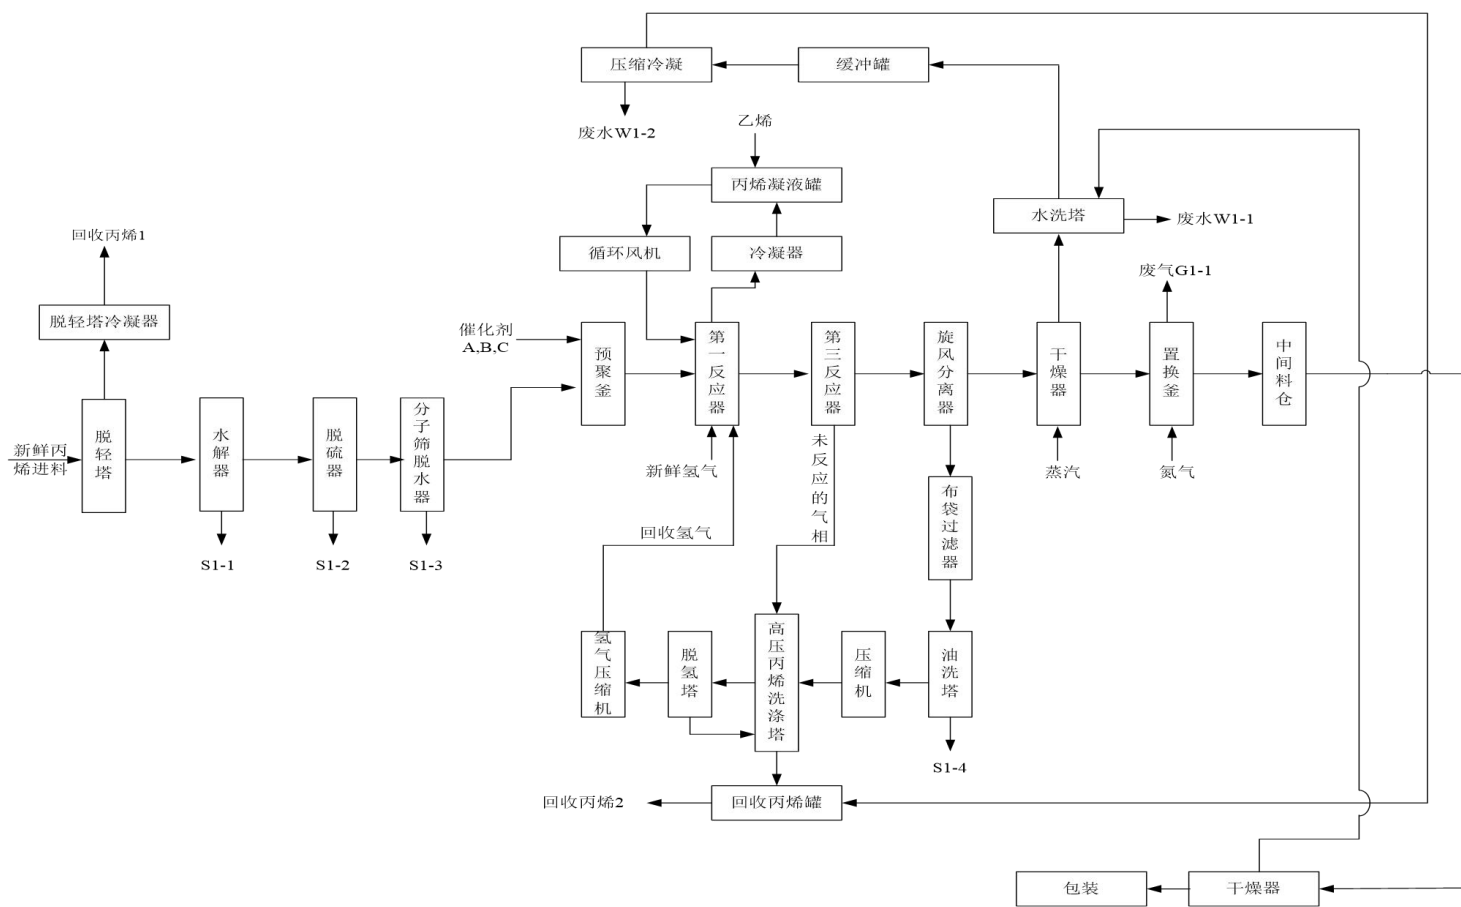 压缩冷凝
缓冲罐
废水W1-2
乙烯
丙烯凝液罐
水洗塔
废水W1-1
回收丙烯1
循环风机
冷凝器
废气G1-1
脱轻塔冷凝器
催化剂
A,B,C
预聚釜
第一反应器
第三反应器
旋风分离器
干燥器
置换釜
中间料仓
新鲜丙
烯进料
脱轻塔
水解器
脱硫器
分子筛脱水器
新鲜氢气
未反应的气相
蒸汽
氮气
布袋过滤器
回收氢气
S1-1
S1-2
S1-3
氢气压缩机
脱氢塔
高压丙烯洗涤塔
压缩机
油洗塔
S1-4
回收丙烯2
回收丙烯罐
包装
干燥器